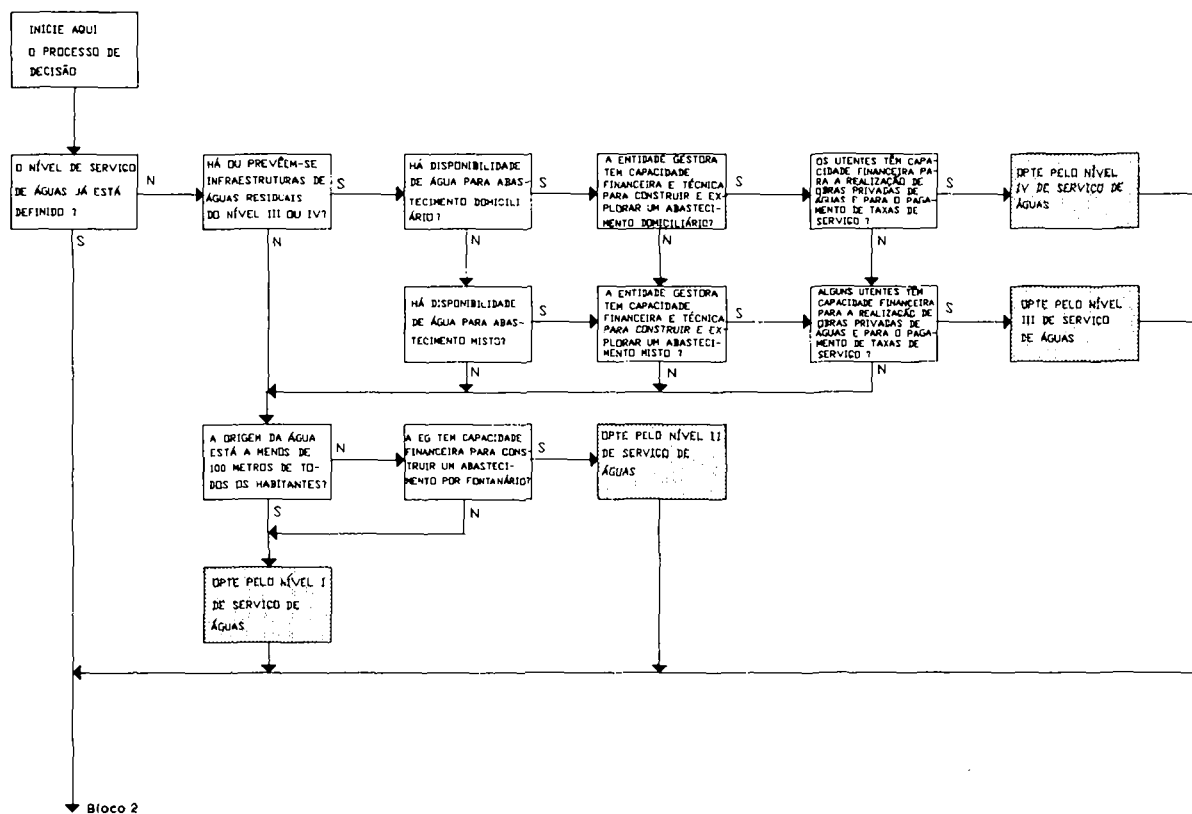 INICIE AQUI
O PROCESSO DE
DECISÃO
O NÍVEL DE SERVIÇO
DE ÁGUAS JÁ ESTÁ
DEFINIDO ?
N
S
HÁ OU PREVÊEM-SE
INFRAESTRUTURAS DE
ÁGUAS RESIDUAIS
DO NÍVEL III OU IV?
S
N
HÁ DISPONIBILIDADE
DE ÁGUA PARA ABAS-
TECIMENTO DOMICILI-
ÁRIO?
S
N
A ENTIDADE GESTORA
TEM CAPACIDADE
FINANCEIRA E TÉCNICA
PARA CONSTRUIR E EX-
PLORAR UM ABASTECI-
MENTO DOMICILIÁRIO?
S
N
OS UTENTES TÊM CAPA-
CIDADE FINANCEIRA PA-
RA A REALIZAÇÃO DE
OBRAS PRIVADAS DE
ÁGUAS E PARA O PAGA-
MENTO DE TAXAS DE
SERVIÇO ?
S
N
OPTE PELO NÍVEL
IV DE SERVIÇO DE
ÁGUAS
HÁ DISPONIBILIDADE
DE ÁGUA PARA ABAS-
TECIMENTO MISTO?
S
N
A ENTIDADE GESTORA
TEM CAPACIDADE
FINANCEIRA E TÉCNICA
PARA CONSTRUIR E EX-
PLORAR UM ABASTECI-
MENTO MISTO ?
S
N
ALGUNS UTENTES TÊM
CAPACIDADE FINANCEIRA
PARA A REALIZAÇÃO DE
OBRAS PRIVADAS DE
ÁGUAS E PARA O PAGA-
MENTO DE TAXAS DE
SERVIÇO ?
S
N
OPTE PELO NÍVEL
III DE SERVIÇO
DE ÁGUAS
A ORIGEM DA ÁGUA
ESTÁ A MENOS DE
100 METROS DE TO-
DOS OS HABITANTES?
N
S
A EG TEM CAPACIDADE
FINANCEIRA PARA CONS-
TRUIR UM ABASTECI-
MENTO POR FONTANÁRIO?
S
N
OPTE PELO NÍVEL II
DE SERVIÇO DE
ÁGUAS
OPTE PELO NÍVEL I
DE SERVIÇO DE
ÁGUAS
Bloco 2